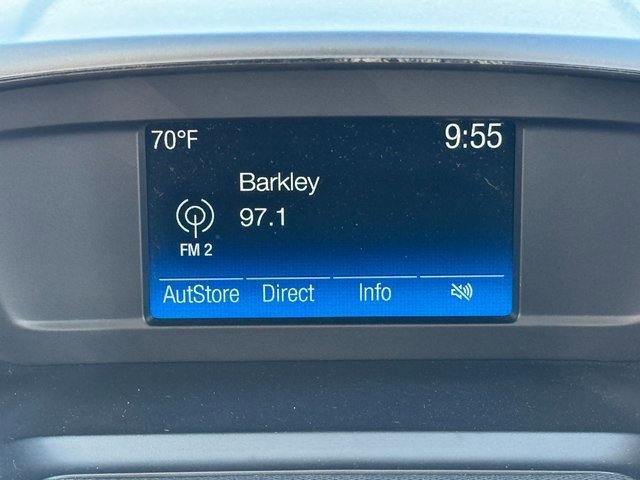 70°F 9:55
Barkley
97.1
FM 2
AutStore Direct Info